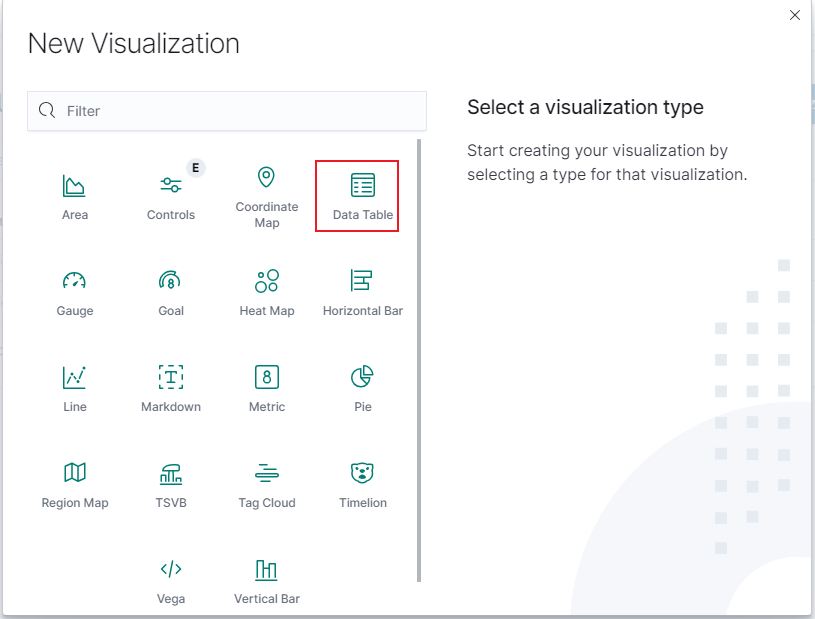 New Visualization
Filter
Select a visualization type
Start creating your visualization by
selecting a type for that visualization.
E
Area
Controls
Coordinate
Map
Data Table
Gauge
8
Goal
Heat Map
Horizontal Bar
Line
T
Markdown
8
Metric
Pie
Region Map
TSVB
Tag Cloud
Timelion
Vega
Vertical Bar